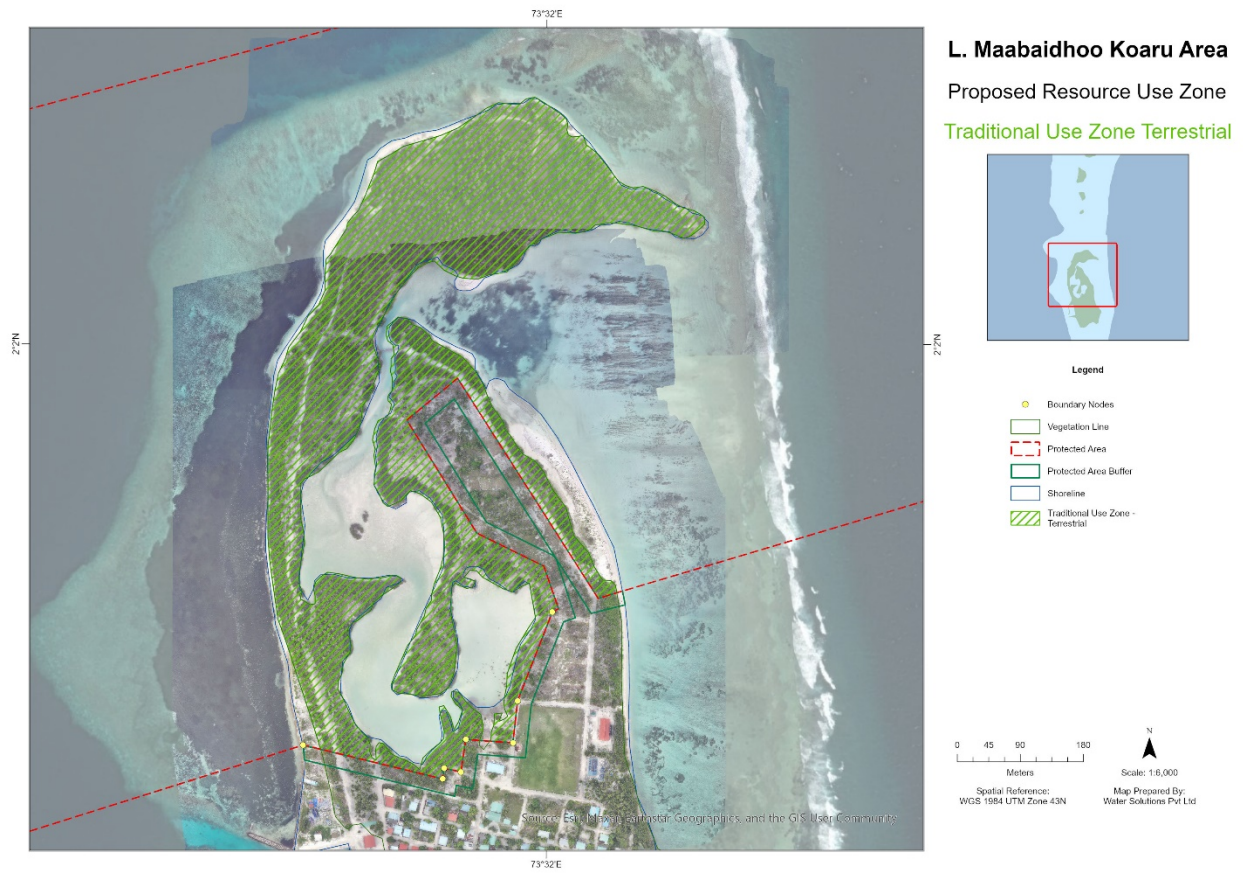 73°32'E
L. Maabaidhoo Koaru Area
Proposed Resource Use Zone
Traditional Use Zone Terrestrial
2°2'N
2°2'N
Legend
Boundary Nodes
Vegetation Line
Protected Area
Protected Area Buffer
Shoreline
Traditional Use Zone -
Terrestrial
0 45 90 180
Meters
N
Scale: 1:6,000
Spatial Reference:
WGS 1984 UTM Zone 43N
Map Prepared By:
Water Solutions Pvt Ltd
Source: Esri, Maxar, Earthstar Geographics, and the GIS User Community
73°32'E